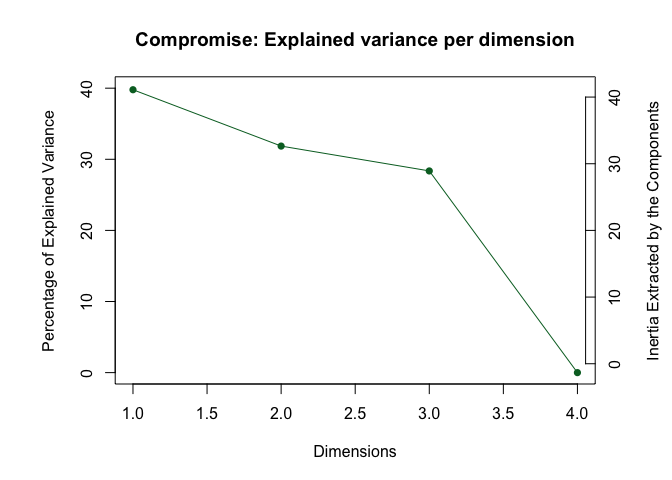 Compromise: Explained variance per dimension
Percentage of Explained Variance
40
30
20
10
0
40
30
20
10
0
Inertia Extracted by the Components
1.0 1.5 2.0 2.5 3.0 3.5 4.0
Dimensions